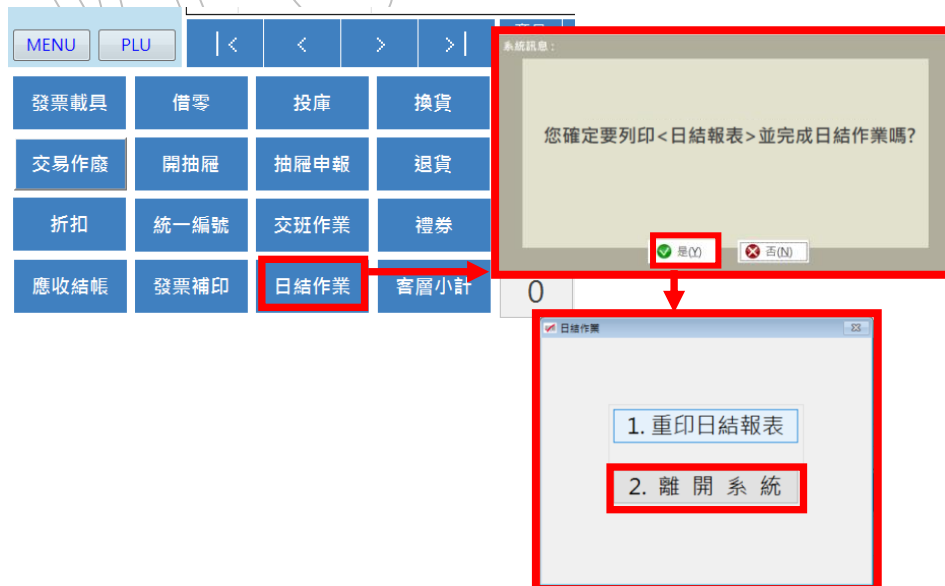 MENU PLU |< < > >|
發票載具 借零 投庫 換貨
交易作廢 開抽屜 抽屜申報 退貨
折扣 統一編號 交班作業 禮券
應收結帳 發票補印 日結作業 客層小計 0
系統訊息：
您確定要列印<日結報表>並完成日結作業嗎?
是(Y) 否(N)
日結作業
1. 重印日結報表
2. 離 開 系 統